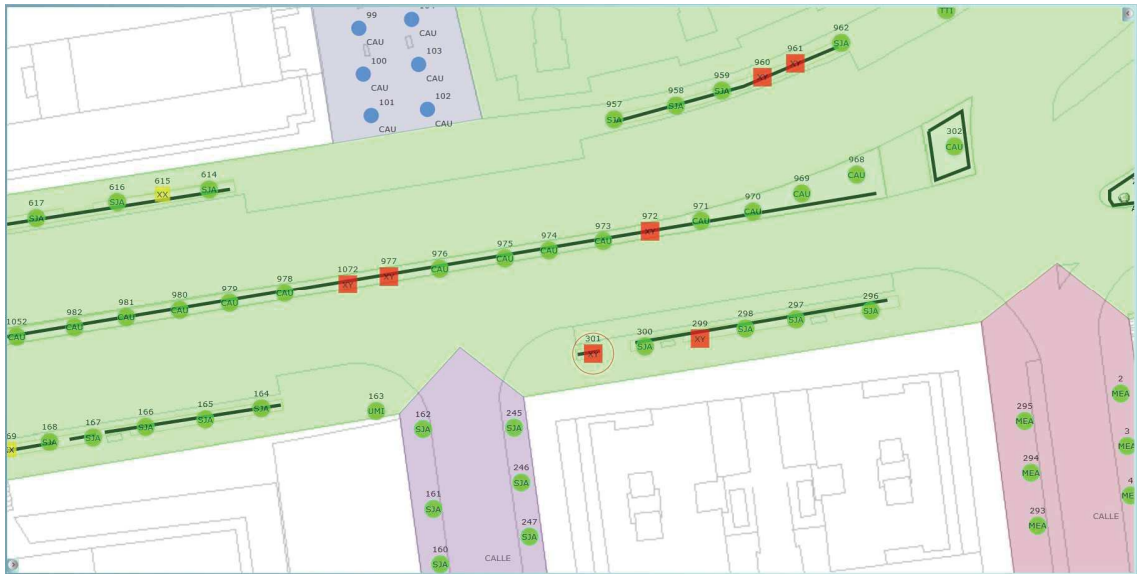 99
CAU
100
CAU
103
CAU
101
CAU
102
CAU
TTI
962
SJA
961
XY
960
XY
959
SJA
958
SJA
957
SJA
302
CAU
617
SJA
616
SJA
615
XX
614
SJA
968
CAU
969
CAU
970
CAU
971
CAU
972
XY
973
CAU
974
CAU
975
CAU
976
CAU
977
XY
1072
XY
978
CAU
979
CAU
980
CAU
981
CAU
982
CAU
1052
CAU
296
SJA
297
SJA
298
SJA
299
XY
300
SJA
301
XY
163
UMI
164
SJA
165
SJA
166
SJA
167
SJA
168
SJA
69
162
SJA
161
SJA
160
SJA
245
SJA
246
SJA
247
SJA
CALLE
295
MEA
294
MEA
293
MEA
2
MEA
3
MEA
4
ME
CALLE